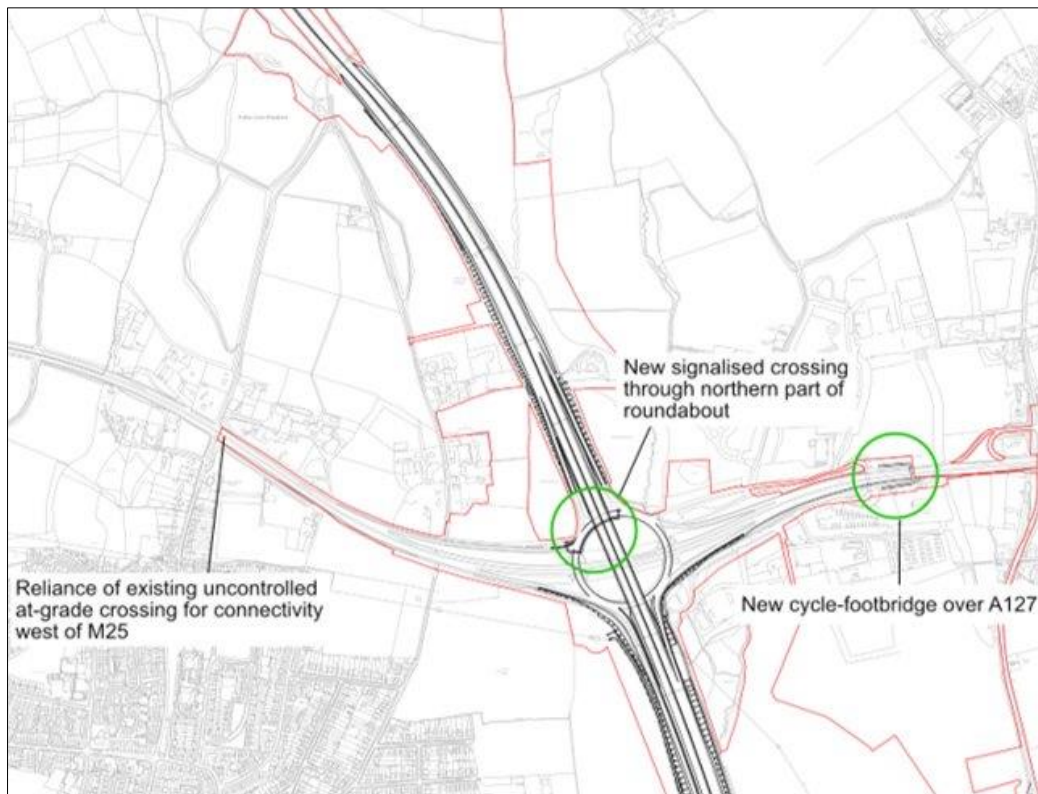 New signalised crossing
through northern part of
roundabout
Reliance of existing uncontrolled
at-grade crossing for connectivity
west of M25
New cycle-footbridge over A127